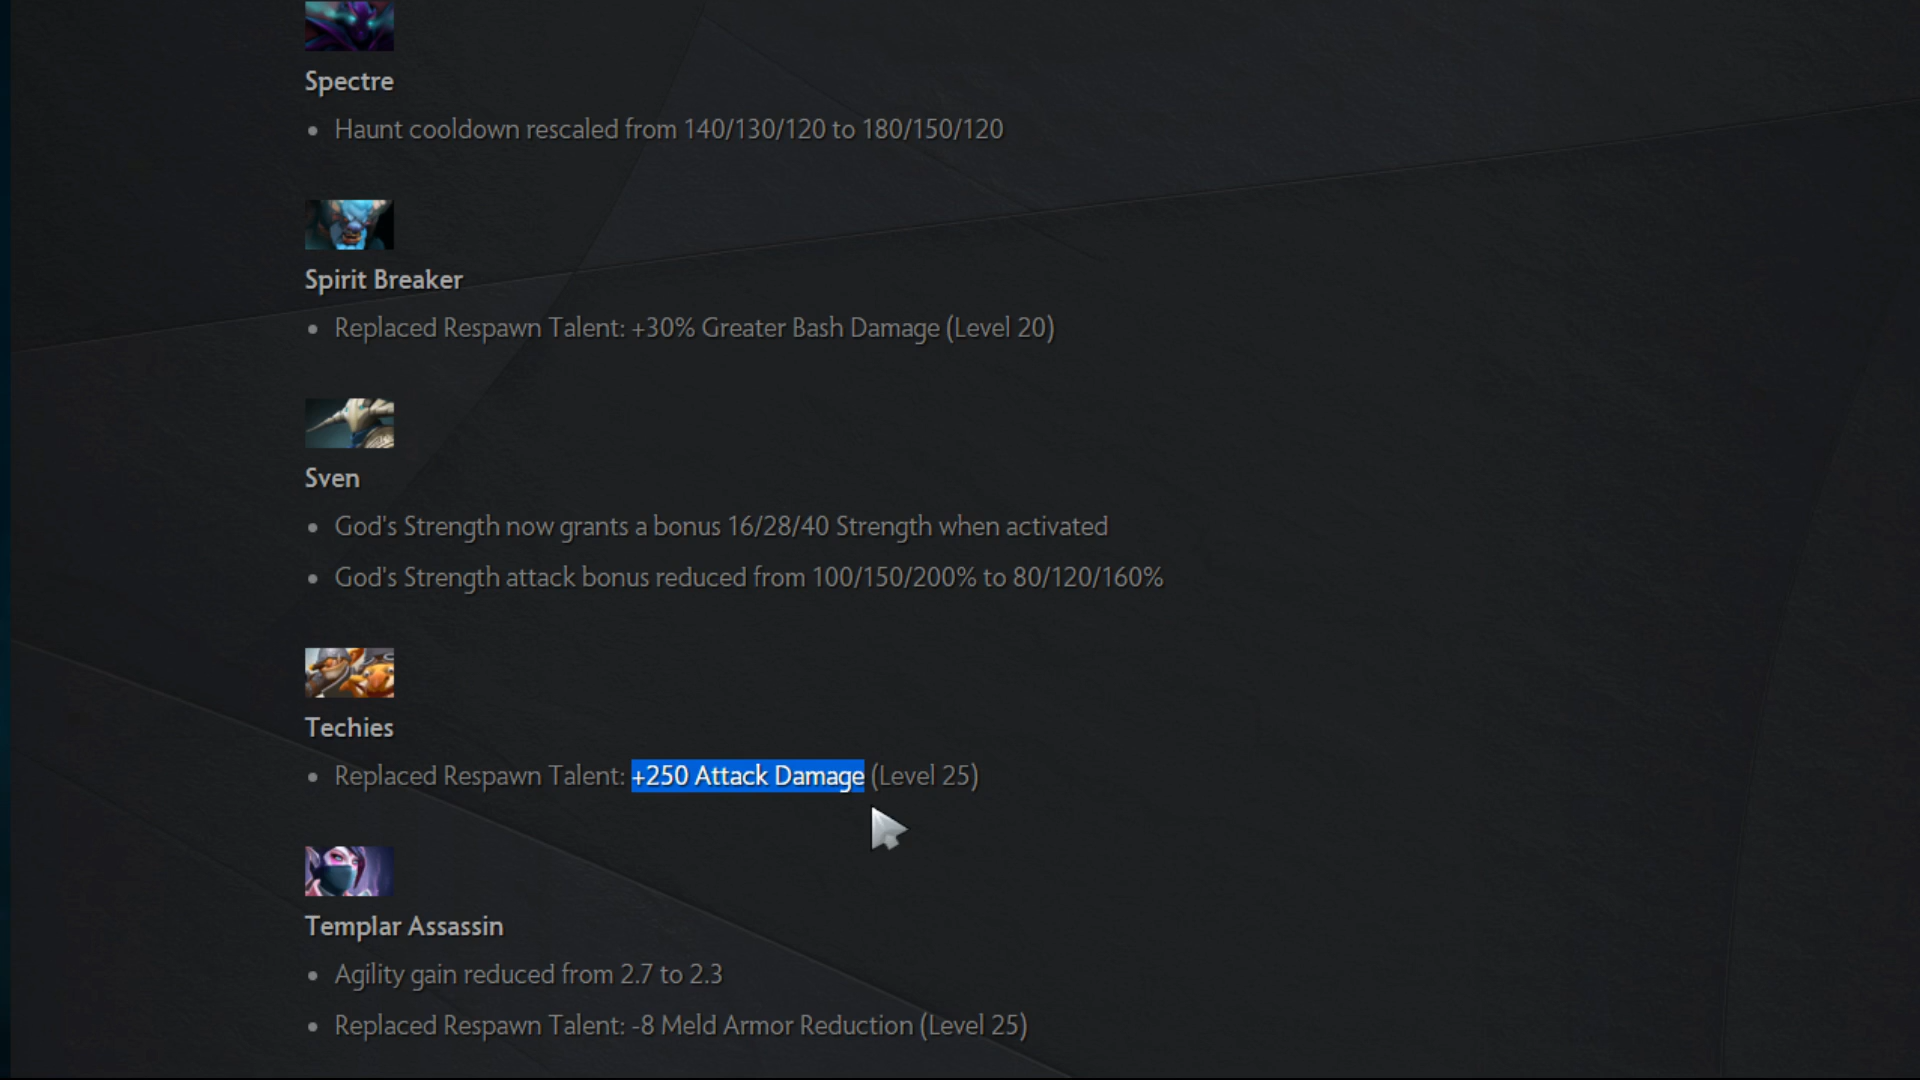 Spectre
Haunt cooldown rescaled from 140/130/120 to 180/150/120
Spirit Breaker
Replaced Respawn Talent: +30% Greater Bash Damage (Level 20)
Sven
God's Strength now grants a bonus 16/28/40 Strength when activated
God's Strength attack bonus reduced from 100/150/200% to 80/120/160%
Techies
Replaced Respawn Talent: +250 Attack Damage (Level 25)
Templar Assassin
Agility gain reduced from 2.7 to 2.3
Replaced Respawn Talent: -8 Meld Armor Reduction (Level 25)